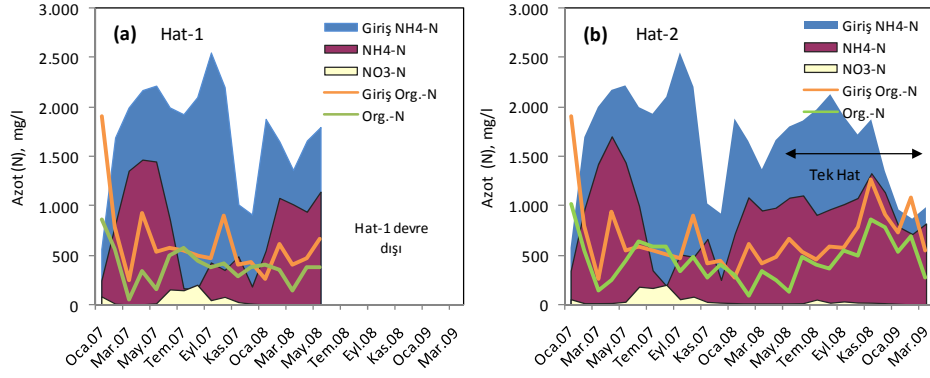 (a) Hat-1
Giriş NH4-N
NH4-N
NO3-N
Giriş Org.-N
Org.-N
Azot (N), mg/l
3.000
2.500
2.000
1.500
1.000
500
0
Hat-1 devre
dışı
Oca.07
Mar.07
May.07
Tem.07
Eyl.07
Kas.07
Oca.08
Mar.08
May.08
Tem.08
Eyl.08
Kas.08
Oca.09
Mar.09
(b) Hat-2
Giriş NH4-N
NH4-N
NO3-N
Giriş Org.-N
Org.-N
Azot (N), mg/l
3.000
2.500
2.000
1.500
1.000
500
0
Tek Hat
Oca.07
Mar.07
May.07
Tem.07
Eyl.07
Kas.07
Oca.08
Mar.08
May.08
Tem.08
Eyl.08
Kas.08
Oca.09
Mar.09